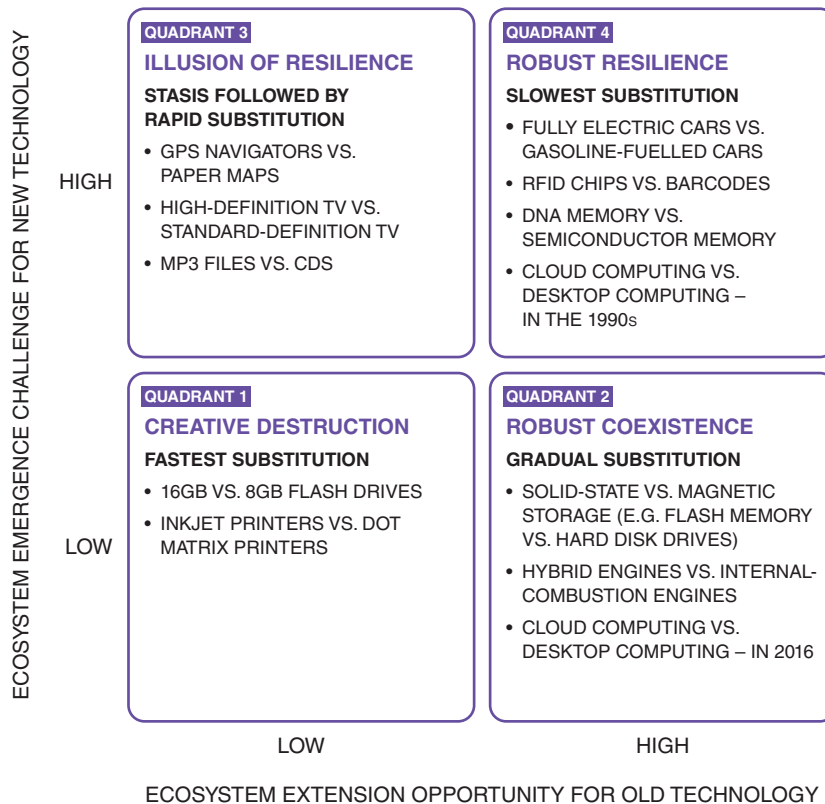 ECOSYSTEM EMERGENCE CHALLENGE FOR NEW TECHNOLOGY
HIGH
QUADRANT 3
ILLUSION OF RESILIENCE
STASIS FOLLOWED BY
RAPID SUBSTITUTION
• GPS NAVIGATORS VS.
PAPER MAPS
• HIGH-DEFINITION TV VS.
STANDARD-DEFINITION TV
• MP3 FILES VS. CDS
QUADRANT 4
ROBUST RESILIENCE
SLOWEST SUBSTITUTION
• FULLY ELECTRIC CARS VS.
GASOLINE-FUELLED CARS
• RFID CHIPS VS. BARCODES
• DNA MEMORY VS.
SEMICONDUCTOR MEMORY
• CLOUD COMPUTING VS.
DESKTOP COMPUTING –
IN THE 1990s
LOW
QUADRANT 1
CREATIVE DESTRUCTION
FASTEST SUBSTITUTION
• 16GB VS. 8GB FLASH DRIVES
• INKJET PRINTERS VS. DOT
MATRIX PRINTERS
QUADRANT 2
ROBUST COEXISTENCE
GRADUAL SUBSTITUTION
• SOLID-STATE VS. MAGNETIC
STORAGE (E.G. FLASH MEMORY
VS. HARD DISK DRIVES)
• HYBRID ENGINES VS. INTERNAL-
COMBUSTION ENGINES
• CLOUD COMPUTING VS.
DESKTOP COMPUTING – IN 2016
LOW
HIGH
ECOSYSTEM EXTENSION OPPORTUNITY FOR OLD TECHNOLOGY